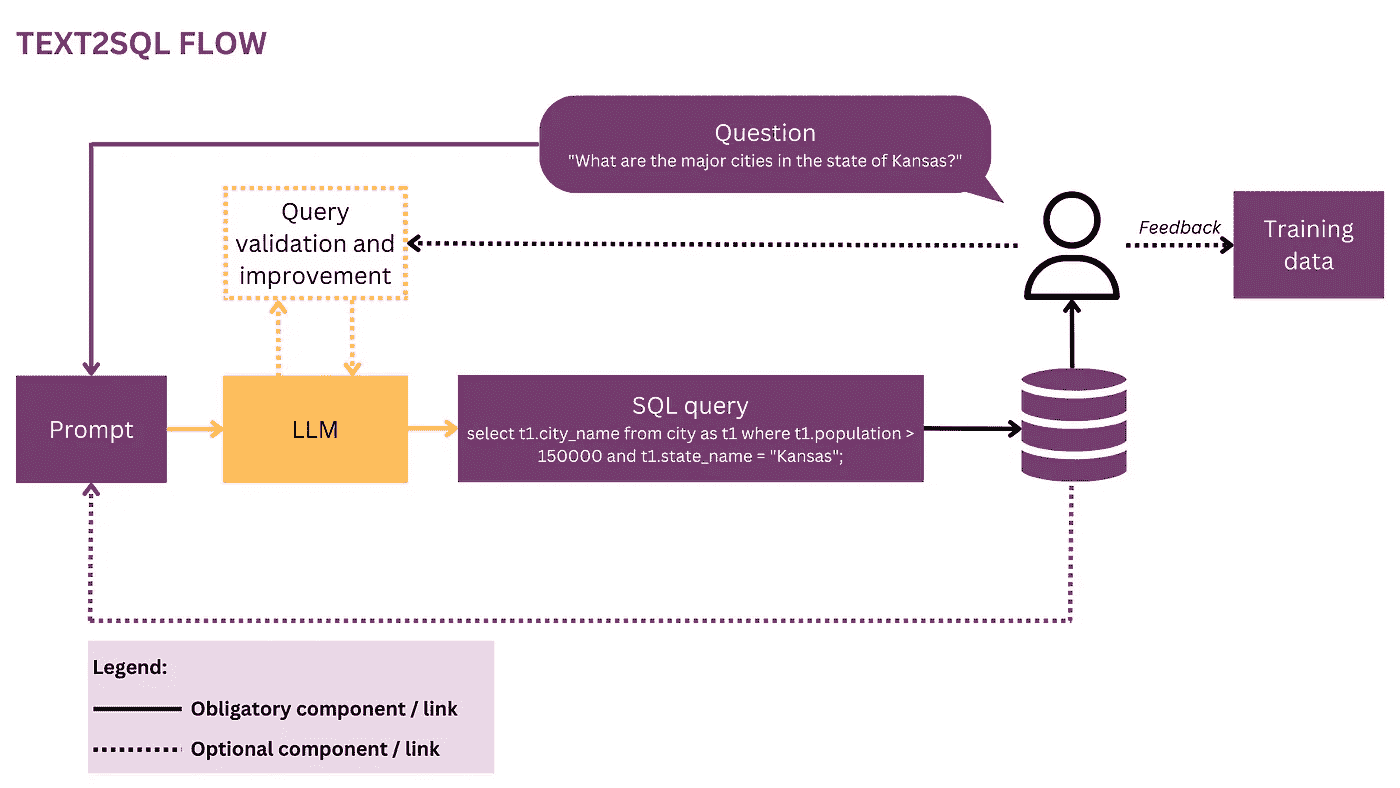 TEXT2SQL FLOW
Question
"What are the major cities in the state of Kansas?"
Query
validation and
improvement
Feedback
Training
data
Prompt
LLM
SQL query
select t1.city_name from city as t1 where t1.population >
150000 and t1.state_name = "Kansas";
Legend:
Obligatory component / link
Optional component / link